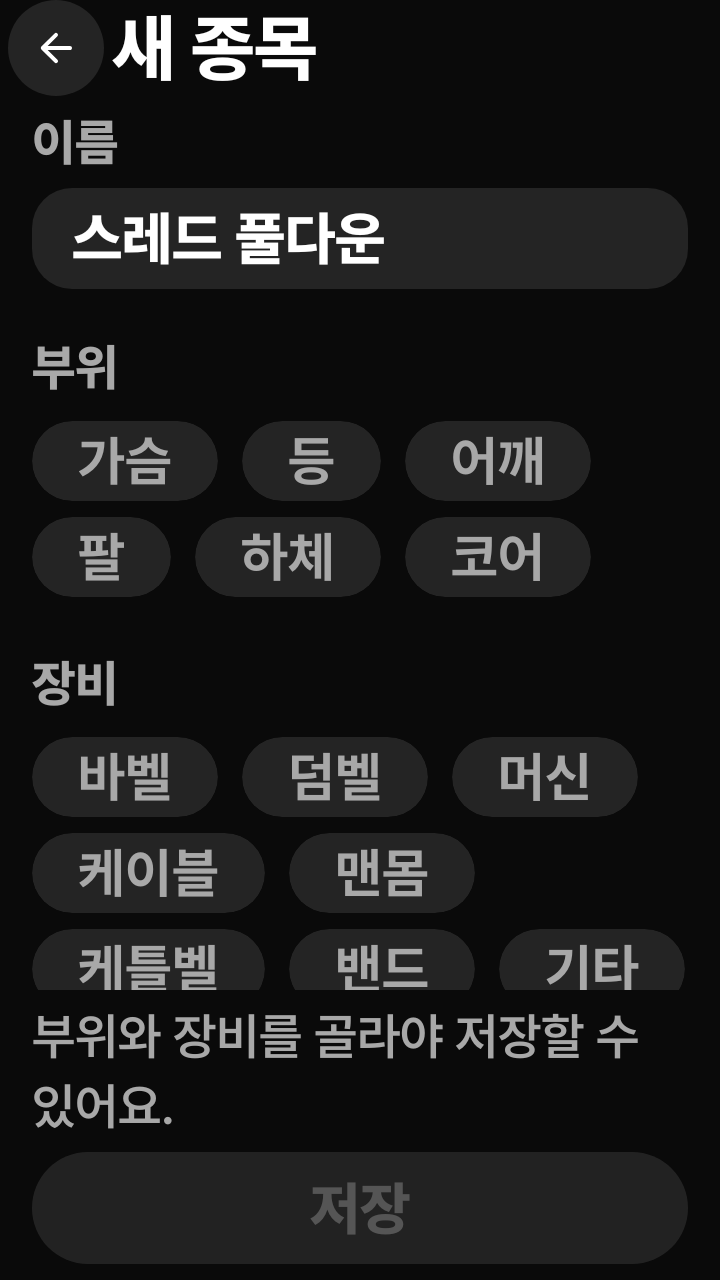 새 종목
이름
스레드 풀다운
부위
가슴 등 어깨
팔 하체 코어
장비
바벨 덤벨 머신
케이블 맨몸
케틀벨 밴드 기타
부위와 장비를 골라야 저장할 수
있어요.
저장